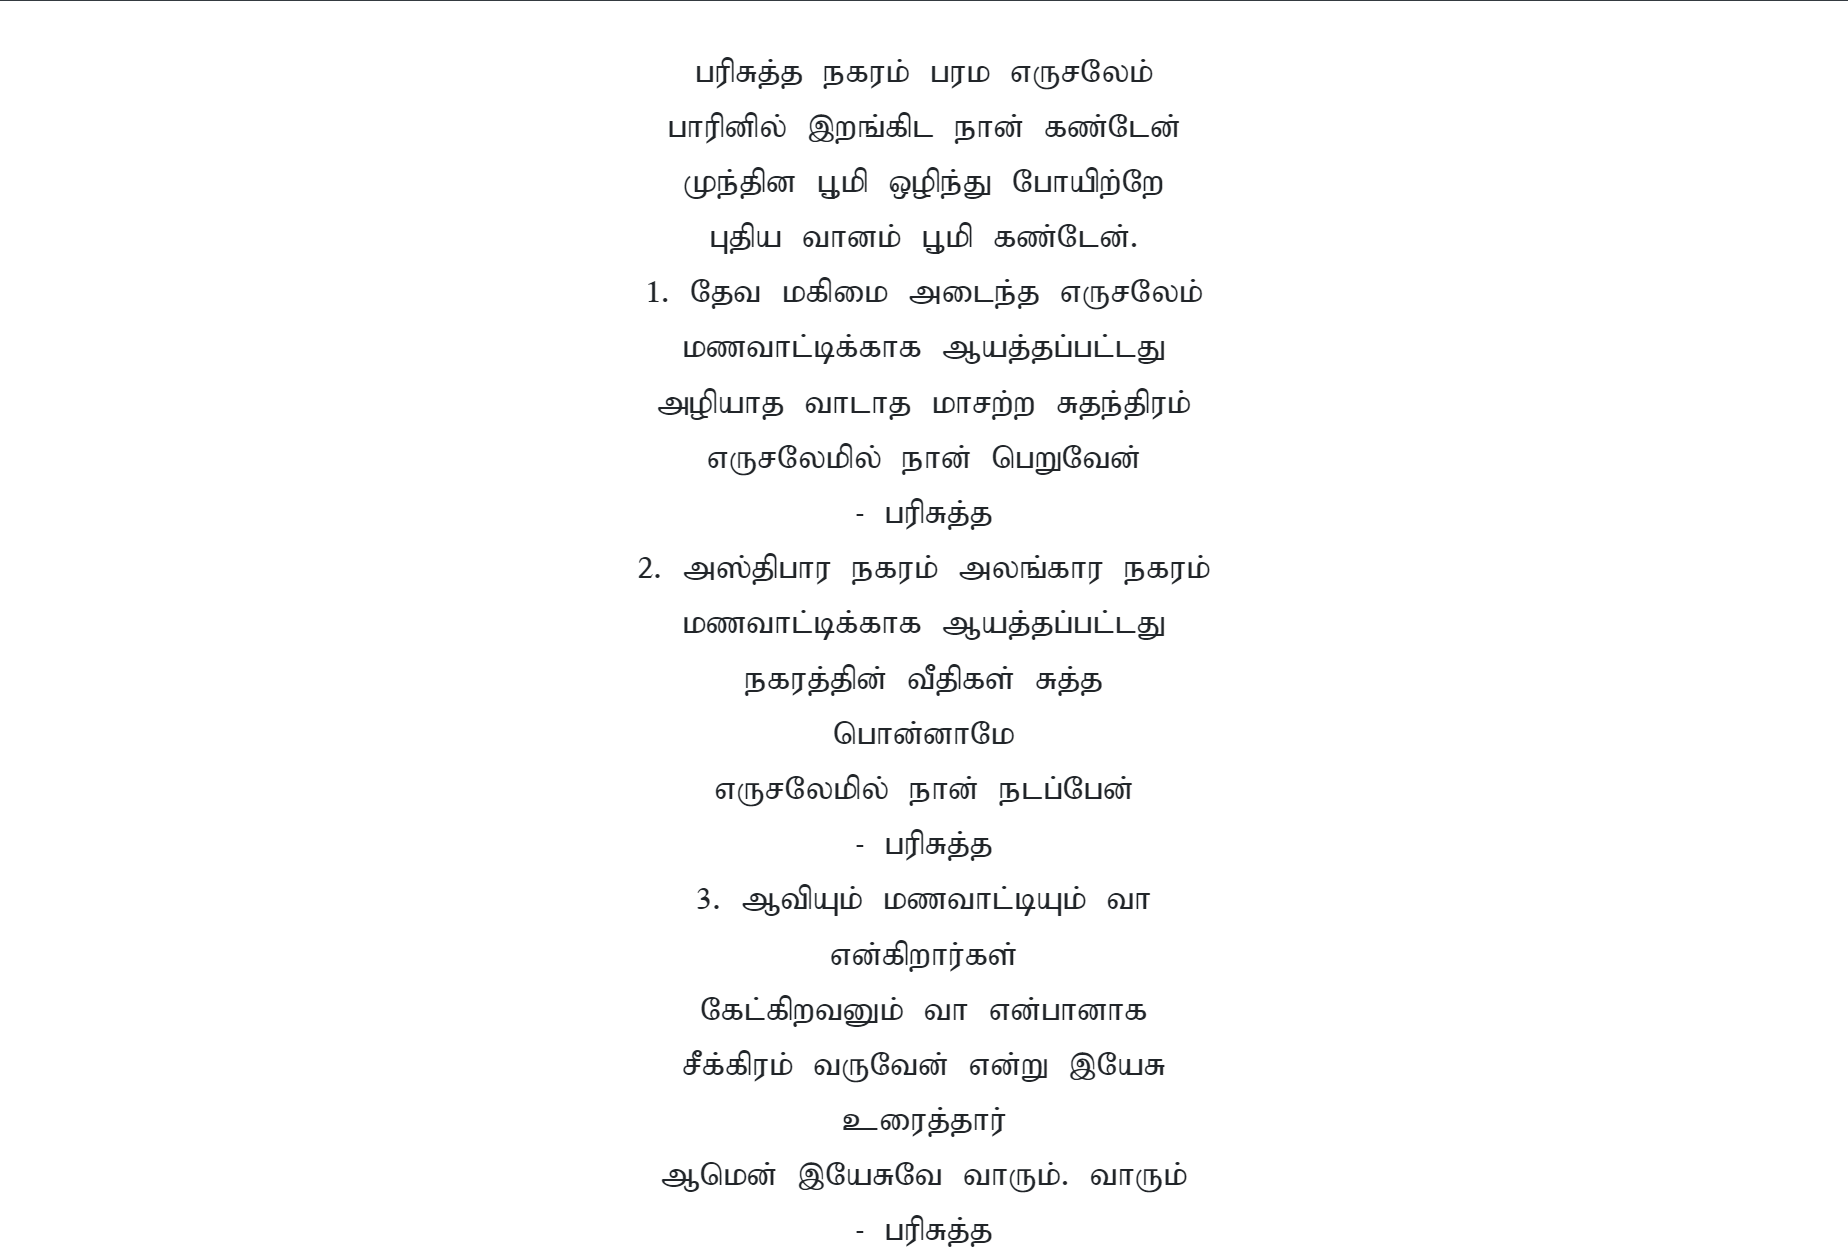 பரிசுத்த நகரம் பரம எருசலேம்
பாரினில் இறங்கிட நான் கண்டேன்
முந்தின பூமி ஒழிந்து போயிற்றே
புதிய வானம் பூமி கண்டேன்.
1. தேவ மகிமை அடைந்த எருசலேம்
மணவாட்டிக்காக ஆயத்தப்பட்டது
அழியாத வாடாத மாசற்ற சுதந்திரம்
எருசலேமில் நான் பெறுவேன்
- பரிசுத்த
2. அஸ்திபார நகரம் அலங்கார நகரம்
மணவாட்டிக்காக ஆயத்தப்பட்டது
நகரத்தின் வீதிகள் சுத்த
பொன்னாமே
எருசலேமில் நான் நடப்பேன்
- பரிசுத்த
3. ஆவியும் மணவாட்டியும் வா
என்கிறார்கள்
கேட்கிறவனும் வா என்பானாக
சீக்கிரம் வருவேன் என்று இயேசு
உரைத்தார்
ஆமென் இயேசுவே வாரும். வாரும்
- பரிசுத்த